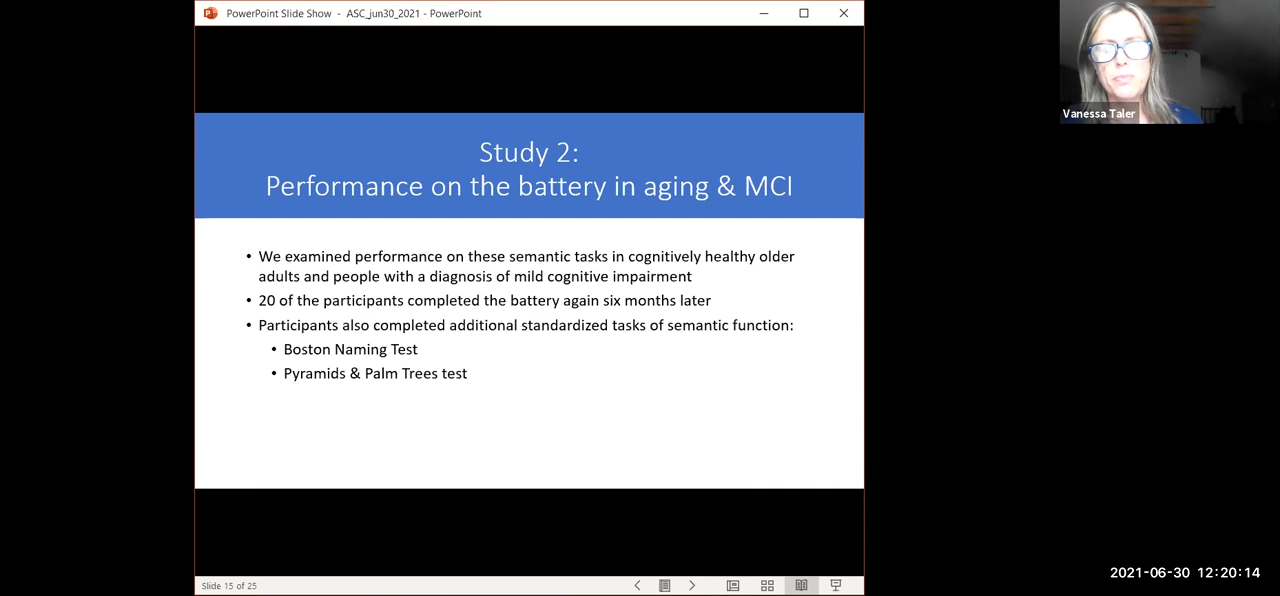 PowerPoint Slide Show - ASC_jun30_2021 - PowerPoint
Vanessa Taler
Study 2:
Performance on the battery in aging & MCI
• We examined performance on these semantic tasks in cognitively healthy older
adults and people with a diagnosis of mild cognitive impairment
• 20 of the participants completed the battery again six months later
• Participants also completed additional standardized tasks of semantic function:
• Boston Naming Test
• Pyramids & Palm Trees test
Slide 15 of 25
2021-06-30 12:20:14